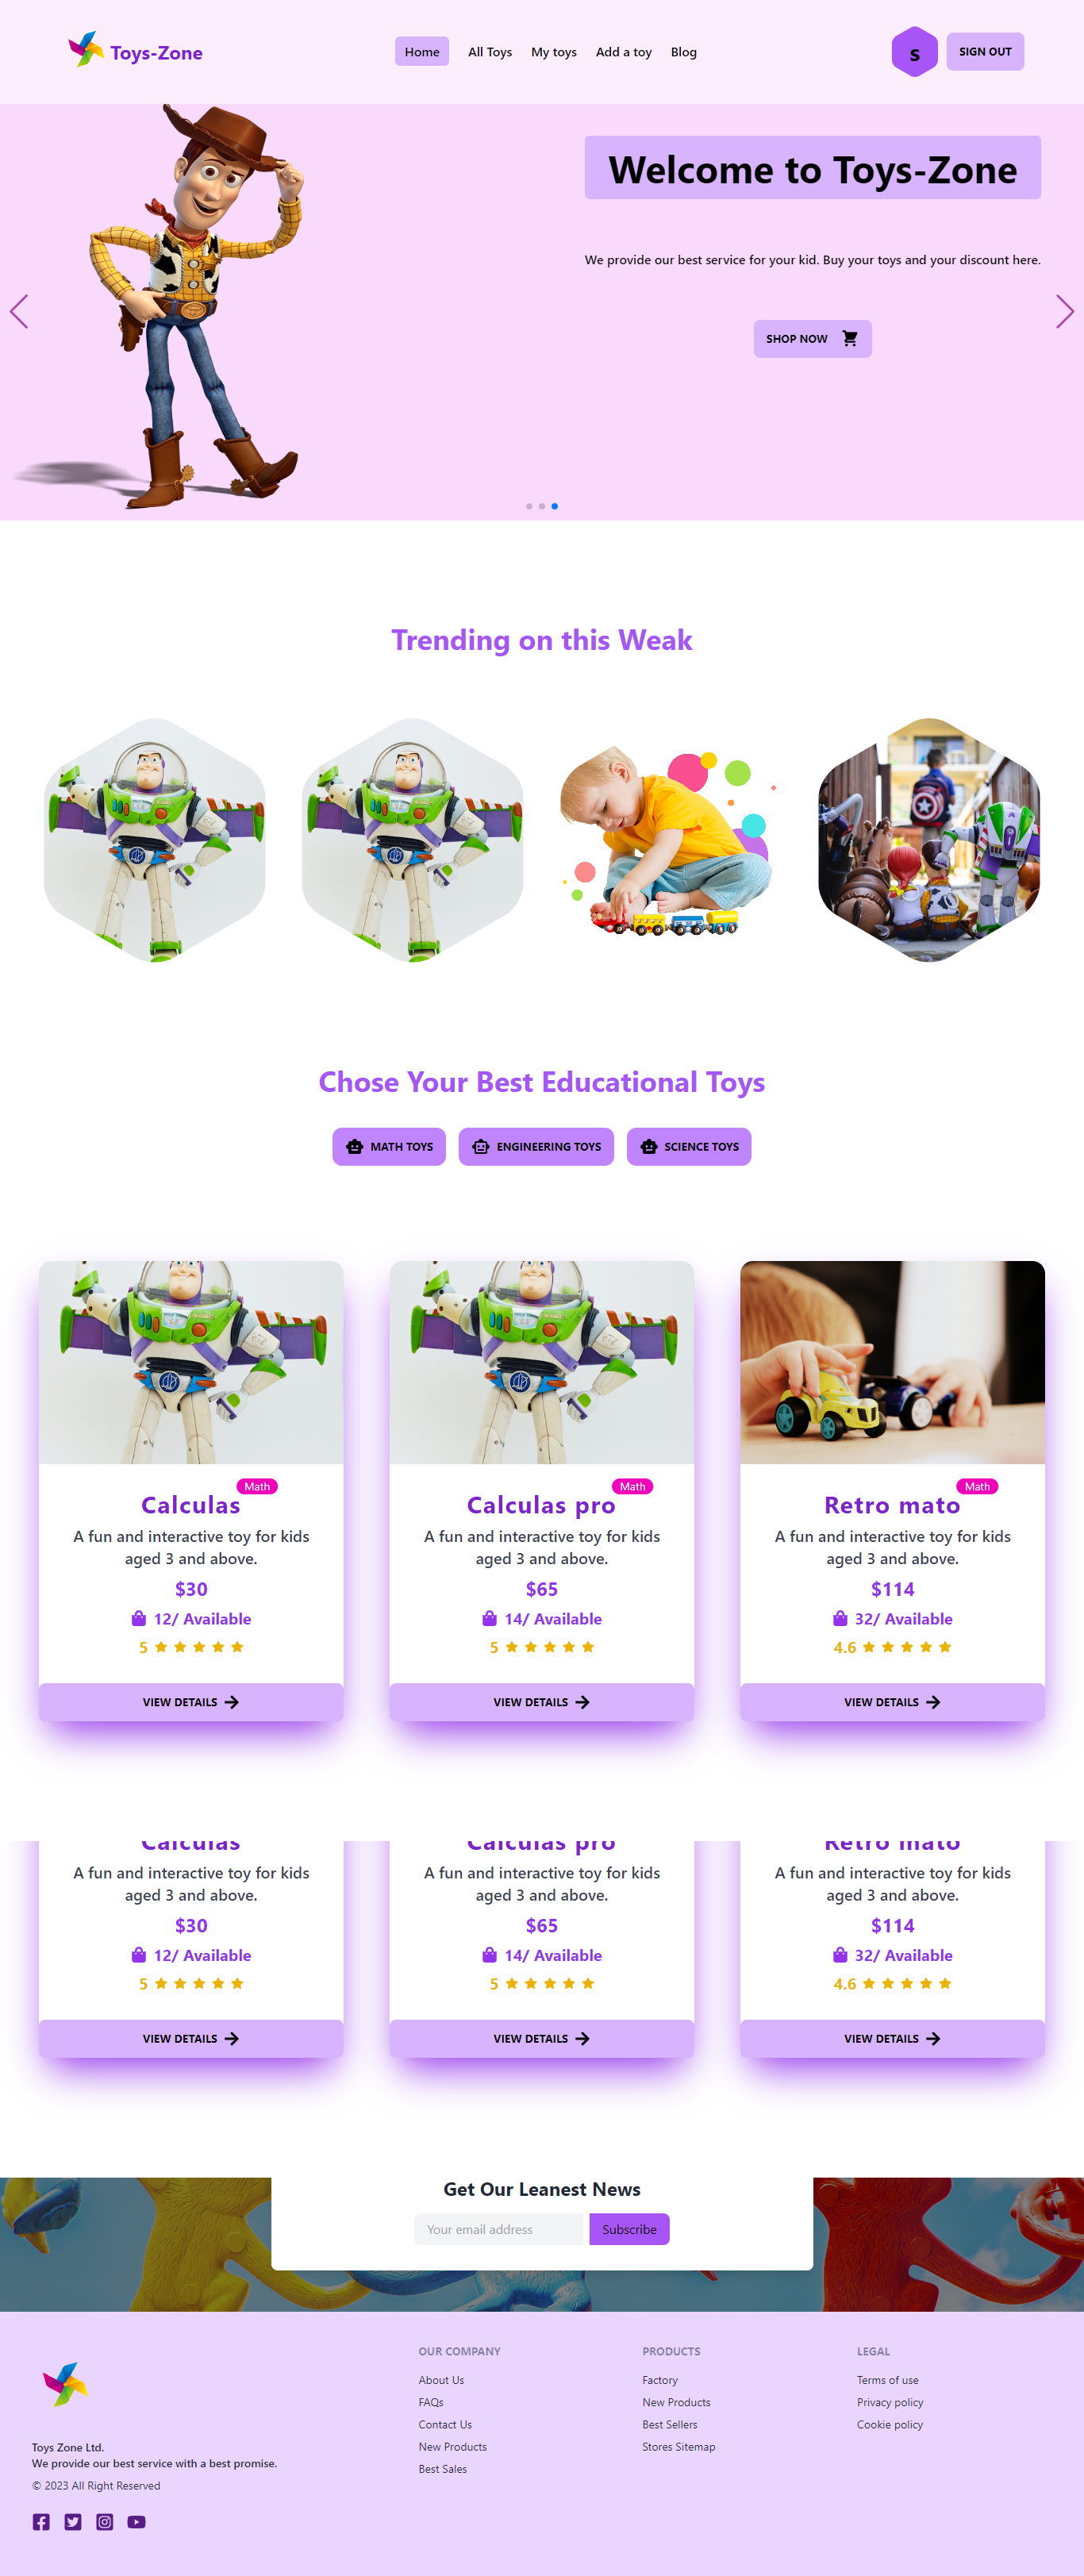 Toys-Zone
Home All Toys My toys Add a toy Blog
S
SIGN OUT
Welcome to Toys-Zone
We provide our best service for your kid. Buy your toys and your discount here.
SHOP NOW
Trending on this Weak
Chose Your Best Educational Toys
MATH TOYS ENGINEERING TOYS SCIENCE TOYS
Math
Calculas
A fun and interactive toy for kids
aged 3 and above.
$30
12/ Available
5
VIEW DETAILS
Math
Calculas pro
A fun and interactive toy for kids
aged 3 and above.
$65
14/ Available
5
VIEW DETAILS
Math
Retro mato
A fun and interactive toy for kids
aged 3 and above.
$114
32/ Available
4.6
VIEW DETAILS
Calculas
A fun and interactive toy for kids
aged 3 and above.
$30
12/ Available
5
VIEW DETAILS
Calculas pro
A fun and interactive toy for kids
aged 3 and above.
$65
14/ Available
5
VIEW DETAILS
Retro mato
A fun and interactive toy for kids
aged 3 and above.
$114
32/ Available
4.6
VIEW DETAILS
Get Our Leanest News
Your email address
Subscribe
Toys Zone Ltd.
We provide our best service with a best promise.
© 2023 All Right Reserved
OUR COMPANY
About Us
FAQs
Contact Us
New Products
Best Sales
PRODUCTS
Factory
New Products
Best Sellers
Stores Sitemap
LEGAL
Terms of use
Privacy policy
Cookie policy